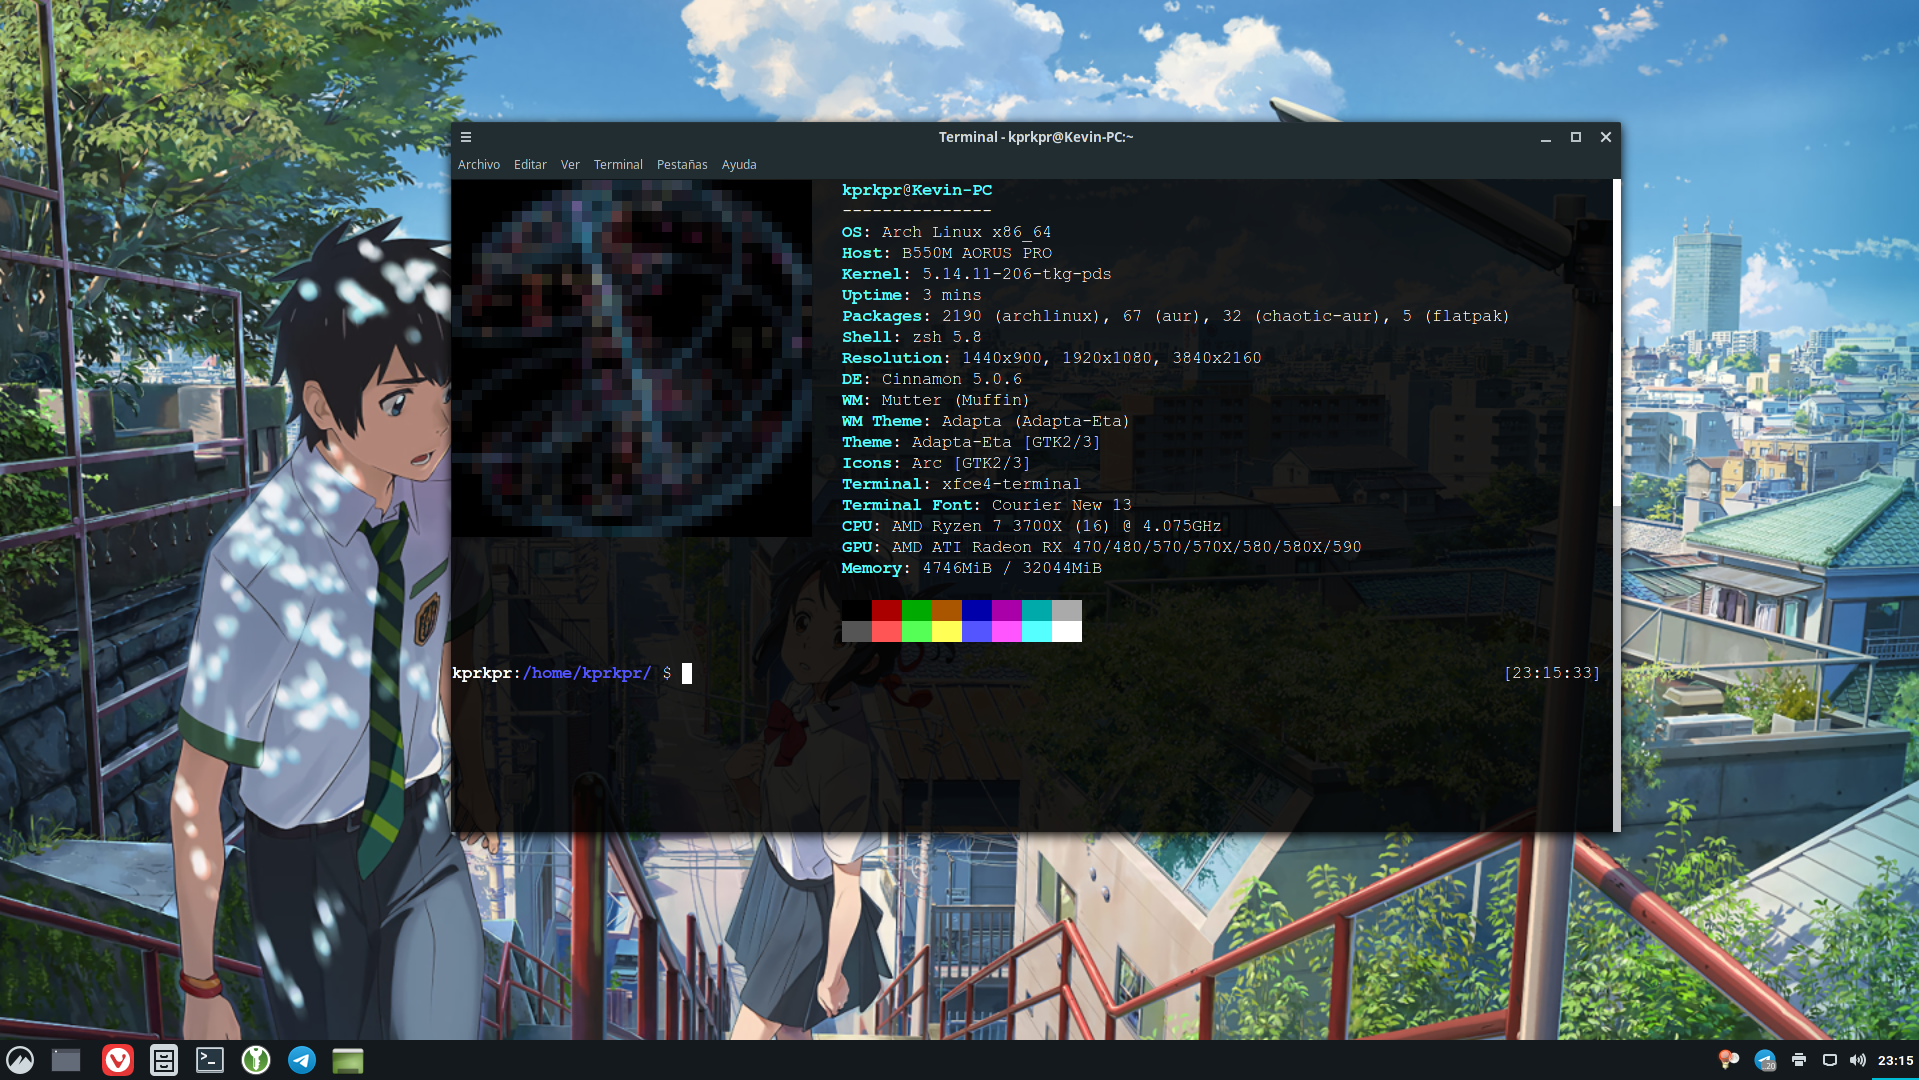 Terminal - kprkpr@Kevin-PC:~
Archivo Editar Ver Terminal Pestañas Ayuda
kprkpr@Kevin-PC
---------------
OS: Arch Linux x86_64
Host: B550M AORUS PRO
Kernel: 5.14.11-206-tkg-pds
Uptime: 3 mins
Packages: 2190 (archlinux), 67 (aur), 32 (chaotic-aur), 5 (flatpak)
Shell: zsh 5.8
Resolution: 1440x900, 1920x1080, 3840x2160
DE: Cinnamon 5.0.6
WM: Mutter (Muffin)
WM Theme: Adapta (Adapta-Eta)
Theme: Adapta-Eta [GTK2/3]
Icons: Arc [GTK2/3]
Terminal: xfce4-terminal
Terminal Font: Courier New 13
CPU: AMD Ryzen 7 3700X (16) @ 4.075GHz
GPU: AMD ATI Radeon RX 470/480/570/570X/580/580X/590
Memory: 4746MiB / 32044MiB
kprkpr:/home/kprkpr/ $ [23:15:33]
20
23:15